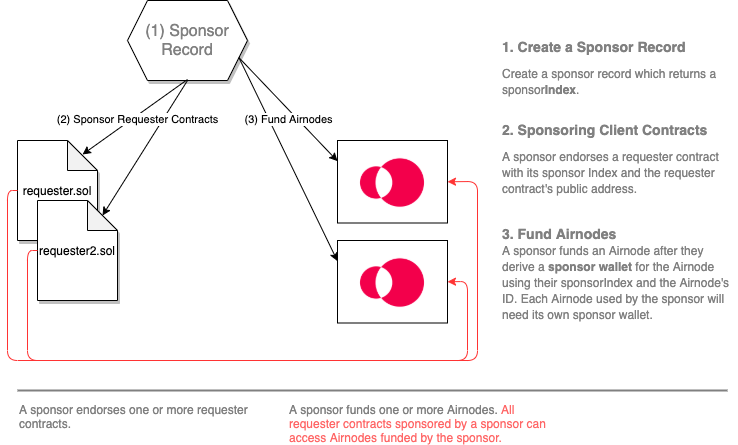 (1) Sponsor
Record
(2) Sponsor Requester Contracts
(3) Fund Airnodes
requester.sol
requester2.sol
1. Create a Sponsor Record
Create a sponsor record which returns a
sponsorIndex.
2. Sponsoring Client Contracts
A sponsor endorses a requester contract
with its sponsor Index and the requester
contract's public address.
3. Fund Airnodes
A sponsor funds an Airnode after they
derive a sponsor wallet for the Airnode
using their sponsorIndex and the Airnode's
ID. Each Airnode used by the sponsor will
need its own sponsor wallet.
A sponsor endorses one or more requester
contracts.
A sponsor funds one or more Airnodes. All
requester contracts sponsored by a sponsor can
access Airnodes funded by the sponsor.